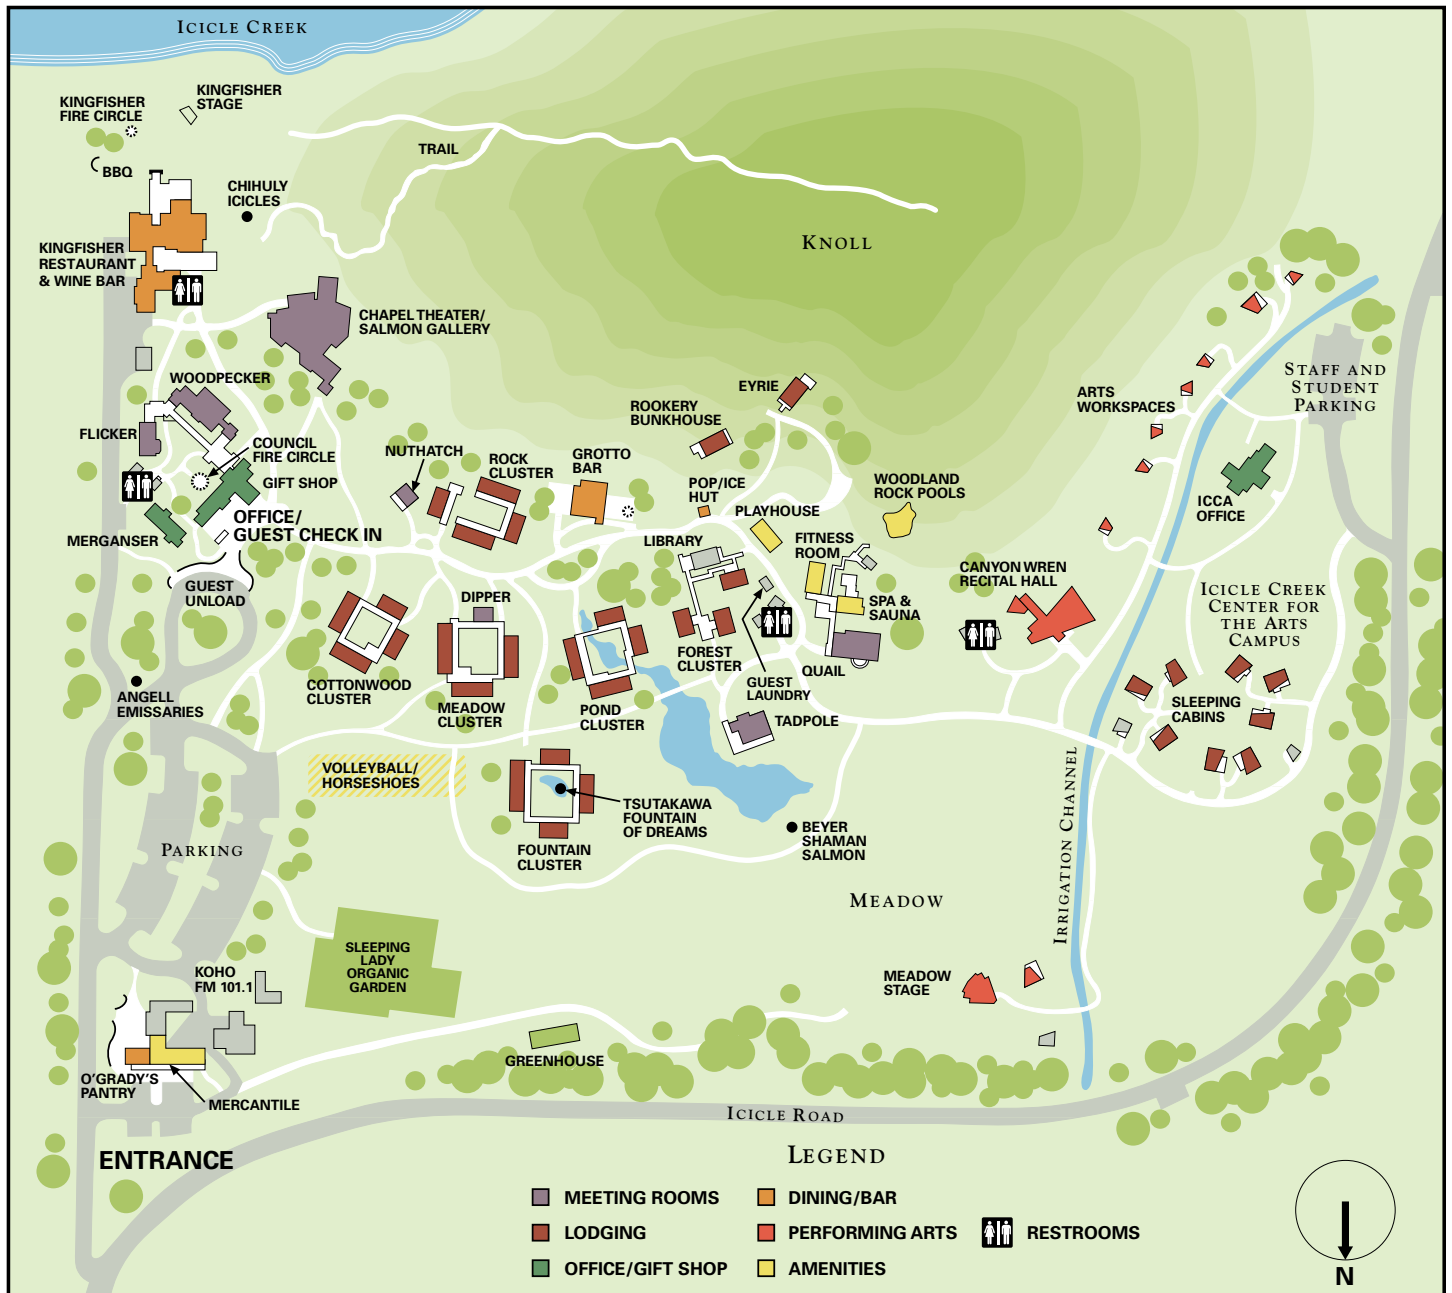 ICICLE CREEK
KINGFISHER
FIRE CIRCLE
KINGFISHER
STAGE
BBQ
TRAIL
CHIHULY
ICICLES
KNOLL
KINGFISHER
RESTAURANT
& WINE BAR
CHAPEL THEATER/
SALMON GALLERY
WOODPECKER
FLICKER
COUNCIL
FIRE CIRCLE
GIFT SHOP
OFFICE/
GUEST CHECK IN
MERGANSER
GUEST
UNLOAD
NUTHATCH
ROCK
CLUSTER
GROTTO
BAR
ROOKERY
BUNKHOUSE
EYRIE
POP/ICE
HUT
PLAYHOUSE
WOODLAND
ROCK POOLS
LIBRARY
FITNESS
ROOM
SPA &
SAUNA
CANYON WREN
RECITAL HALL
ARTS
WORKSPACES
STAFF AND
STUDENT
PARKING
ICCA
OFFICE
ICICLE CREEK
CENTER FOR
THE ARTS
CAMPUS
SLEEPING
CABINS
ANGELL
EMISSARIES
COTTONWOOD
CLUSTER
DIPPER
MEADOW
CLUSTER
POND
CLUSTER
FOREST
CLUSTER
GUEST
LAUNDRY
QUAIL
TADPOLE
VOLLEYBALL/
HORSESHOES
TSUTAKAWA
FOUNTAIN
OF DREAMS
FOUNTAIN
CLUSTER
BEYER
SHAMAN
SALMON
IRRIGATION CHANNEL
PARKING
MEADOW
SLEEPING
LADY
ORGANIC
GARDEN
KOHO
FM 101.1
MEADOW
STAGE
GREENHOUSE
O'GRADY'S
PANTRY
MERCANTILE
ICICLE ROAD
ENTRANCE
LEGEND
MEETING ROOMS
LODGING
OFFICE/GIFT SHOP
DINING/BAR
PERFORMING ARTS
AMENITIES
RESTROOMS
N